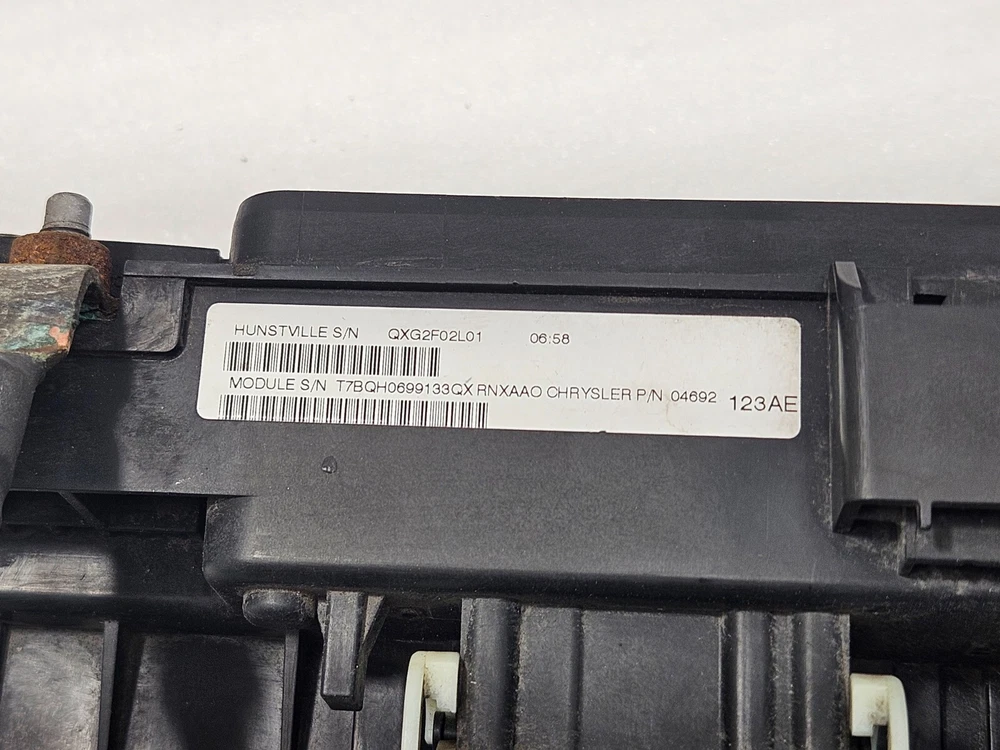 HUNSTVILLE S/N QXG2F02L01 06:58
MODULE S/N T7BQH0699133QX RNXAAO CHRYSLER P/N 04692 123AE